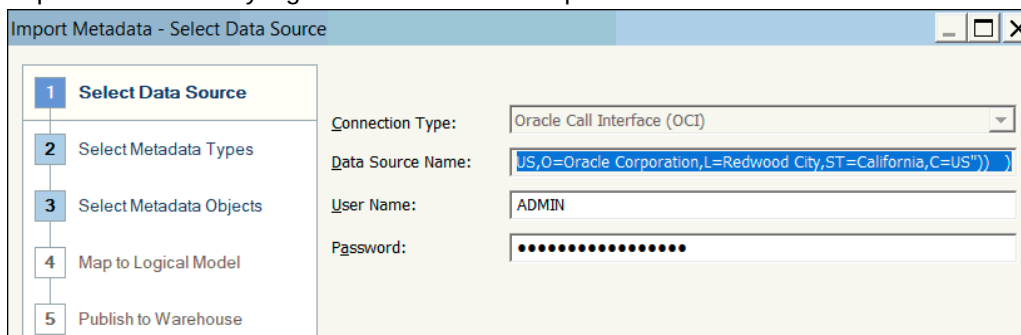 Import Metadata - Select Data Source
1 Select Data Source
2 Select Metadata Types
3 Select Metadata Objects
4 Map to Logical Model
5 Publish to Warehouse
Connection Type: Oracle Call Interface (OCI)
Data Source Name: US,O=Oracle Corporation,L=Redwood City,ST=California,C=US")) )
User Name: ADMIN
Password: •••••••••••••••••